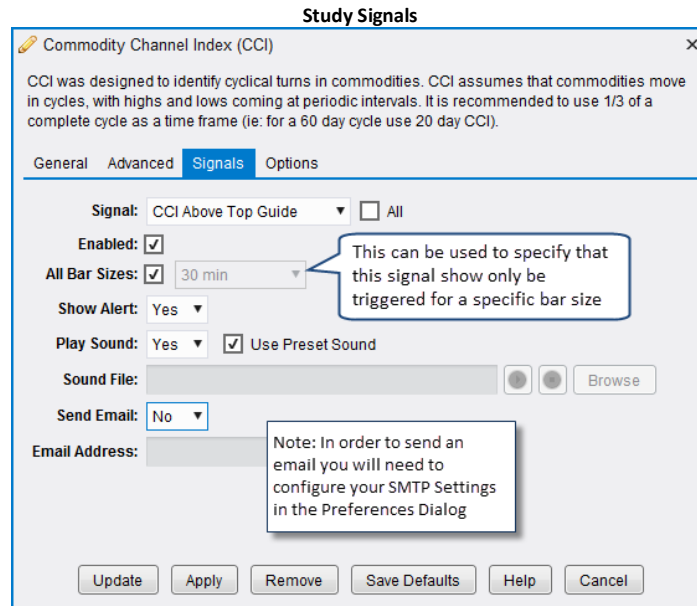 Study Signals
Commodity Channel Index (CCI)
CCI was designed to identify cyclical turns in commodities. CCI assumes that commodities move
in cycles, with highs and lows coming at periodic intervals. It is recommended to use 1/3 of a
complete cycle as a time frame (ie: for a 60 day cycle use 20 day CCI).
General Advanced Signals Options
Signal: CCI Above Top Guide All
Enabled:
All Bar Sizes: 30 min
This can be used to specify that
this signal show only be
triggered for a specific bar size
Show Alert: Yes
Play Sound: Yes Use Preset Sound
Sound File: Browse
Send Email: No
Email Address:
Note: In order to send an
email you will need to
configure your SMTP Settings
in the Preferences Dialog
Update Apply Remove Save Defaults Help Cancel